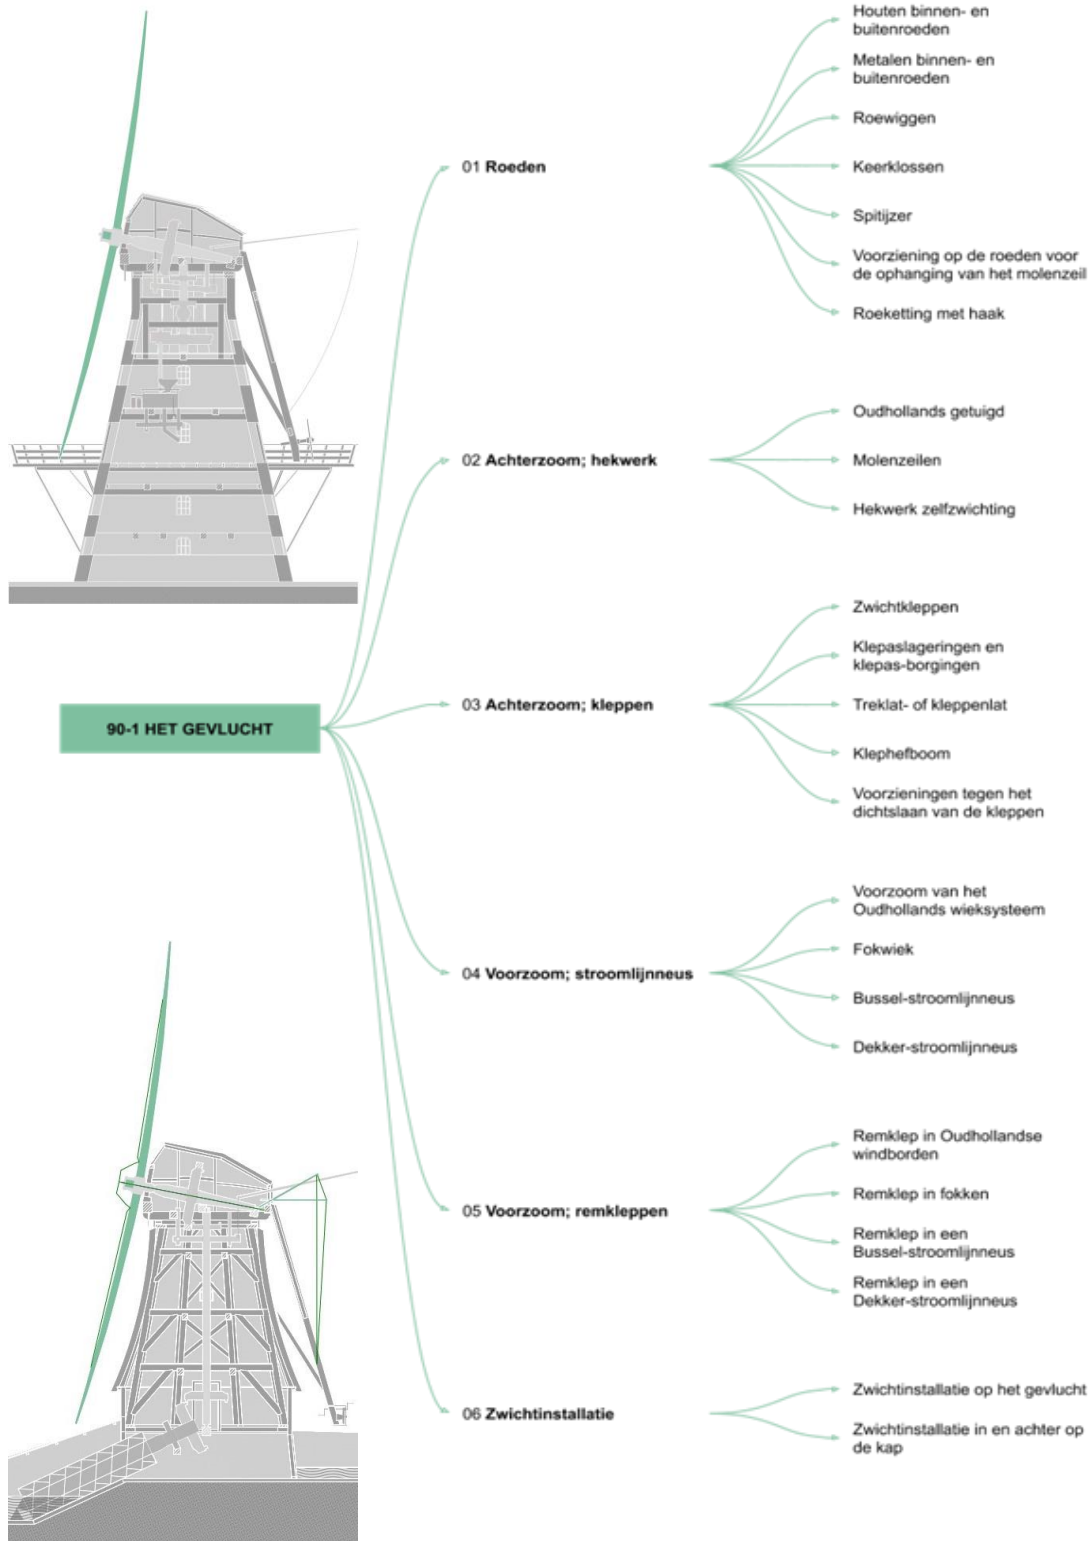 90-1 HET GEVLUCHT
01 Roeden
Houten binnen- en
buitenroeden
Metalen binnen- en
buitenroeden
Roewiggen
Keerklossen
Spitijzer
Voorziening op de roeden voor
de ophanging van het molenzeil
Roeketting met haak
02 Achterzoom; hekwerk
Oudhollands getuigd
Molenzeilen
Hekwerk zelfzwichting
03 Achterzoom; kleppen
Zwichtkleppen
Klepaslageringen en
klepas-borgingen
Treklat- of kleppenlat
Klephefboom
Voorzieningen tegen het
dichtslaan van de kleppen
04 Voorzoom; stroomlijnneus
Voorzoom van het
Oudhollands wieksysteem
Fokwiek
Bussel-stroomlijnneus
Dekker-stroomlijnneus
05 Voorzoom; remkleppen
Remklep in Oudhollandse
windborden
Remklep in fokken
Remklep in een
Bussel-stroomlijnneus
Remklep in een
Dekker-stroomlijnneus
06 Zwichtinstallatie
Zwichtinstallatie op het gevlucht
Zwichtinstallatie in en achter op
de kap